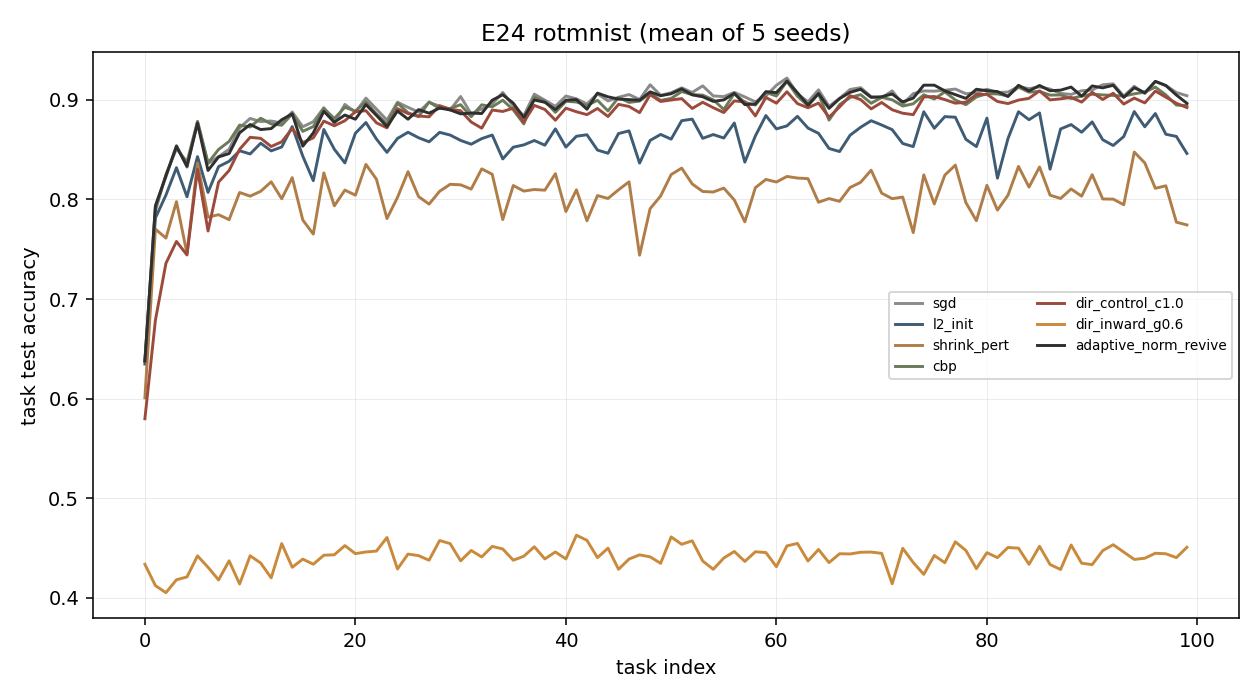 E24 rotmnist (mean of 5 seeds)
task test accuracy
0.9
0.8
0.7
0.6
0.5
0.4
sgd
l2_init
shrink_pert
cbp
dir_control_c1.0
dir_inward_g0.6
adaptive_norm_revive
0 20 40 60 80 100
task index